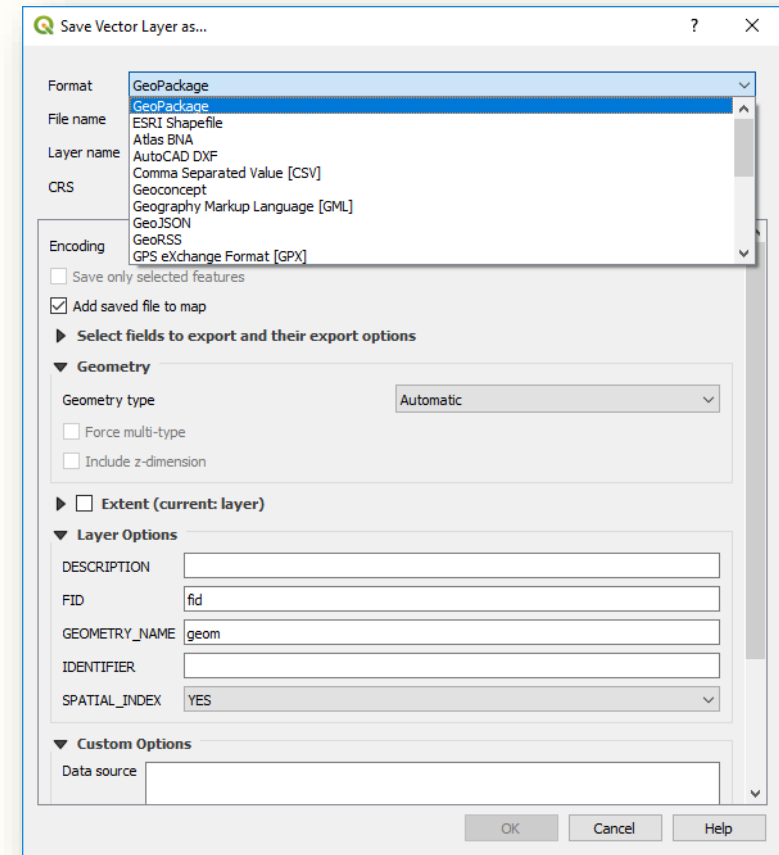 Save Vector Layer as...
Format GeoPackage
GeoPackage
File name ESRI Shapefile
Atlas BNA
Layer name AutoCAD DXF
Comma Separated Value [CSV]
CRS Geoconcept
Geography Markup Language [GML]
GeoJSON
Encoding GeoRSS
GPS eXchange Format [GPX]
Save only selected features
Add saved file to map
Select fields to export and their export options
Geometry
Geometry type Automatic
Force multi-type
Include z-dimension
Extent (current: layer)
Layer Options
DESCRIPTION
FID fid
GEOMETRY_NAME geom
IDENTIFIER
SPATIAL_INDEX YES
Custom Options
Data source
OK Cancel Help